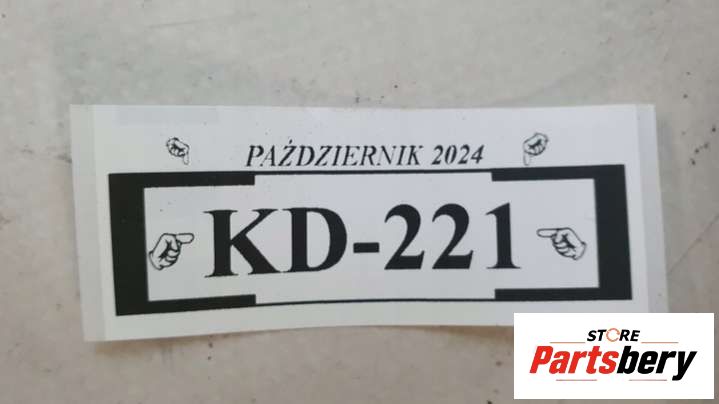 PAŹDZIERNIK 2024
KD-221
STORE
Partsbery